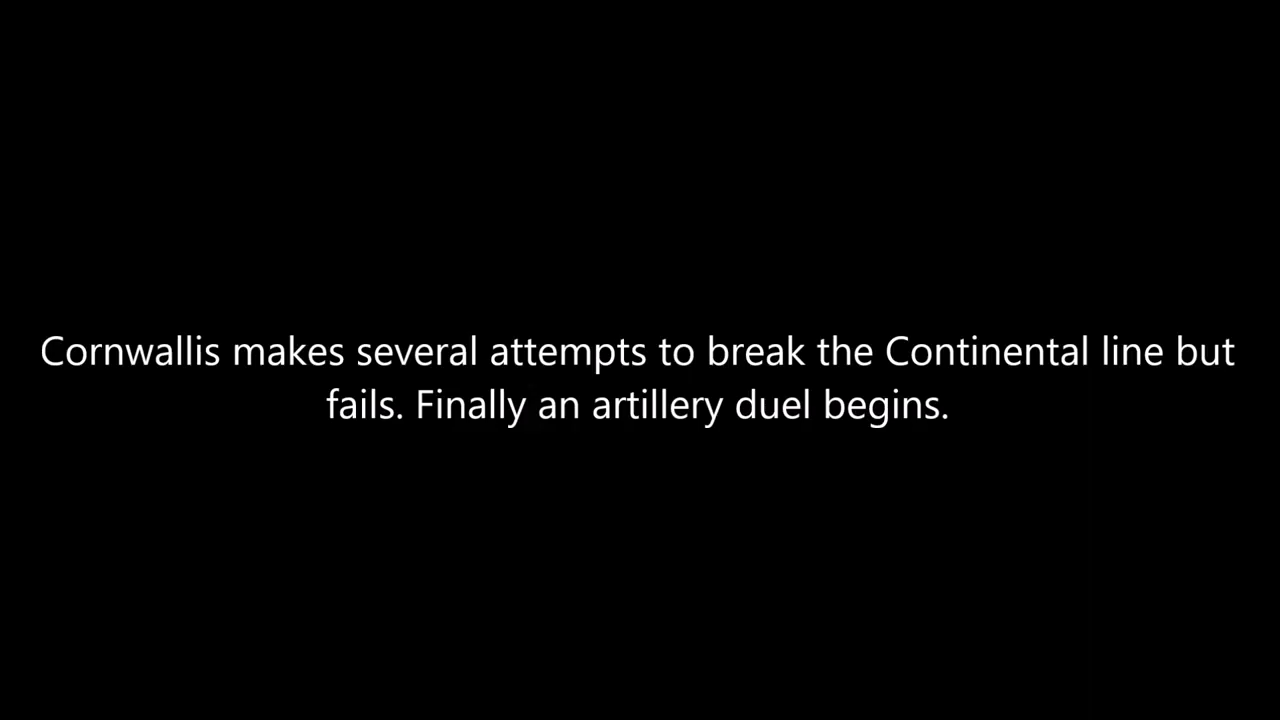 Cornwallis makes several attempts to break the Continental line but
fails. Finally an artillery duel begins.